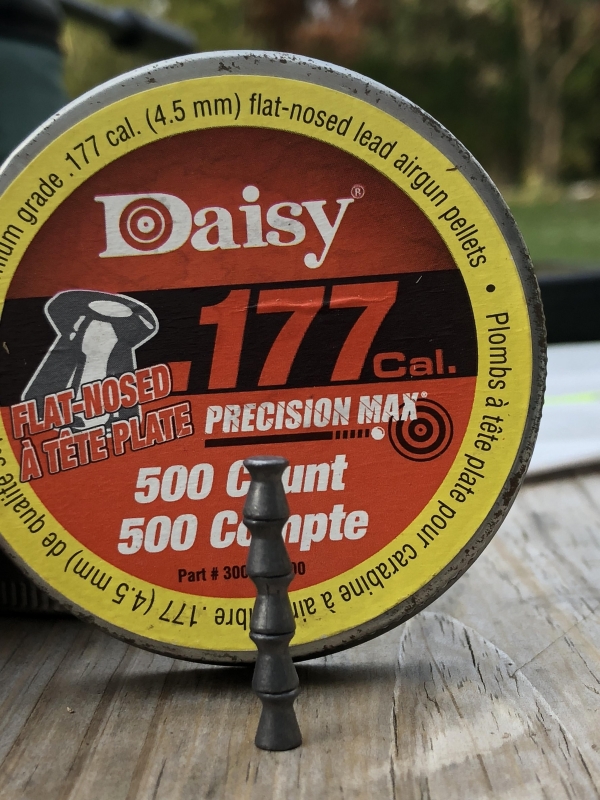 grade .177 cal. (4.5 mm) flat-nosed lead airgun pellets •
Plombs à tête plate pour carabine à air
.177 (4.5 mm) de qualité
Daisy®
.177 Cal.
FLAT-NOSED
À TÊTE PLATE
PRECISION MAX®
500
500
Part #